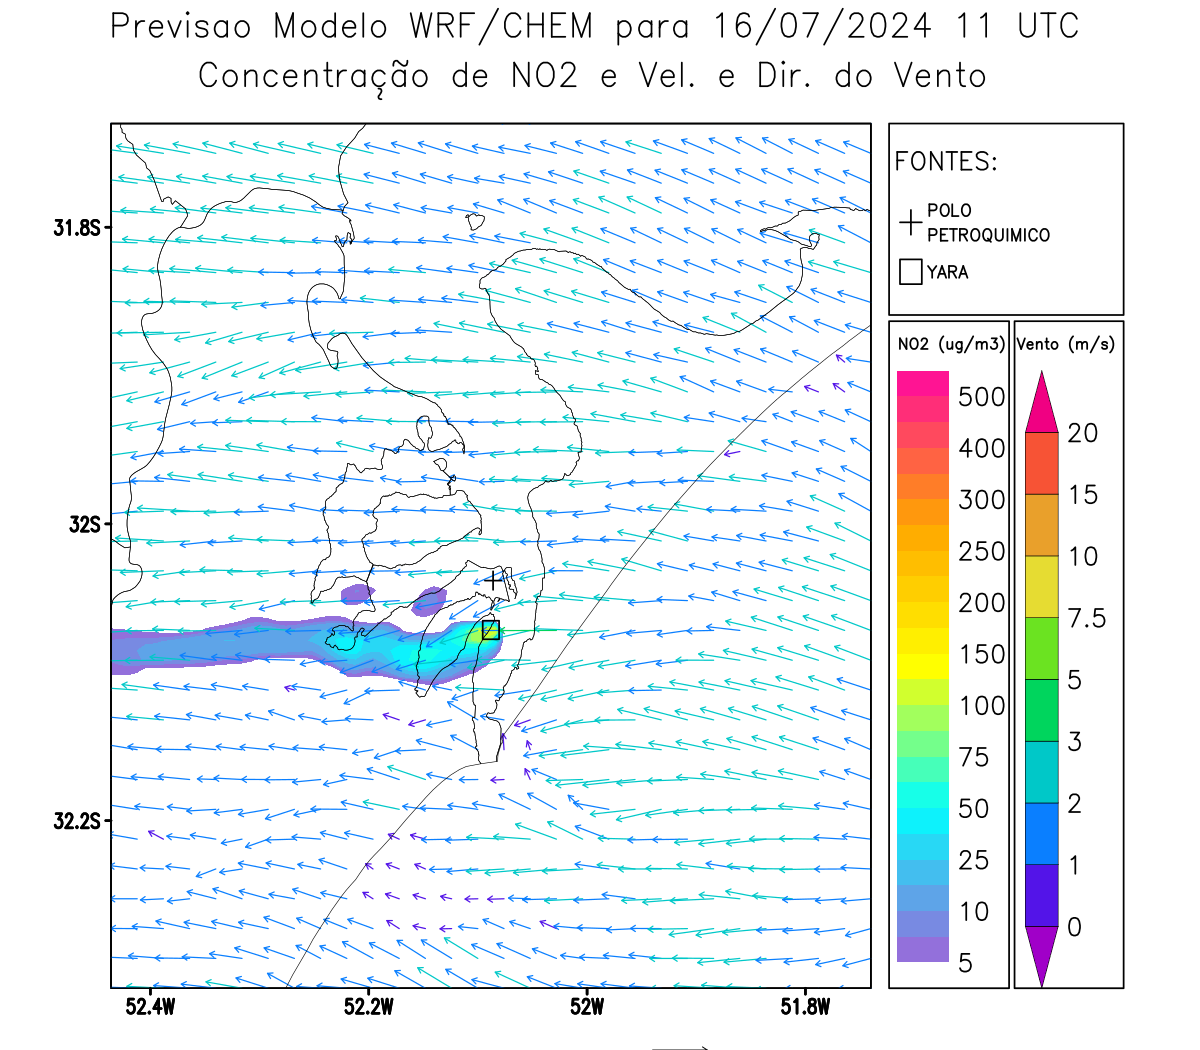 Previsao Modelo WRF/CHEM para 16/07/2024 11 UTC
Concentração de NO2 e Vel. e Dir. do Vento
FONTES:
POLO
PETROQUIMICO
YARA
31.8S
32S
32.2S
52.4W
52.2W
52W
51.8W
NO2 (ug/m3)
500
400
300
250
200
150
100
75
50
25
10
5
Vento (m/s)
20
15
10
7.5
5
3
2
1
0